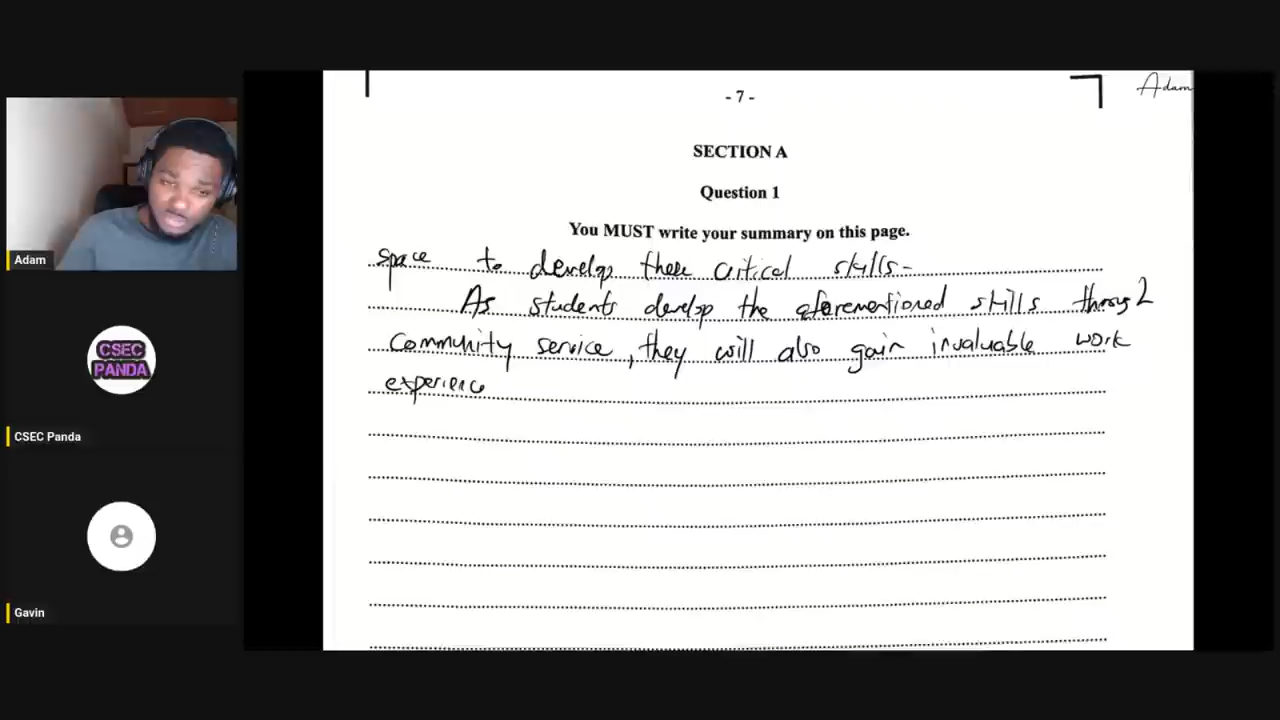 - 7 -
Adam
SECTION A
Question 1
You MUST write your summary on this page.
space to develop these critical skills-
As students develop the aforementioned skills through
community service, they will also gain invaluable work
experience
Adam
CSEC
PANDA
CSEC Panda
Gavin